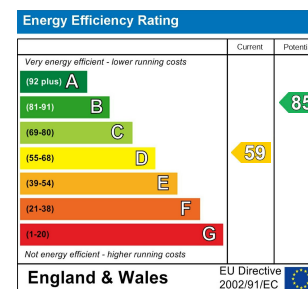 Energy Efficiency Rating
Current Potenti
Very energy efficient - lower running costs
(92 plus) A
(81-91) B
85
(69-80) C
(55-68) D
59
(39-54) E
(21-38) F
(1-20) G
Not energy efficient - higher running costs
England & Wales
EU Directive
2002/91/EC